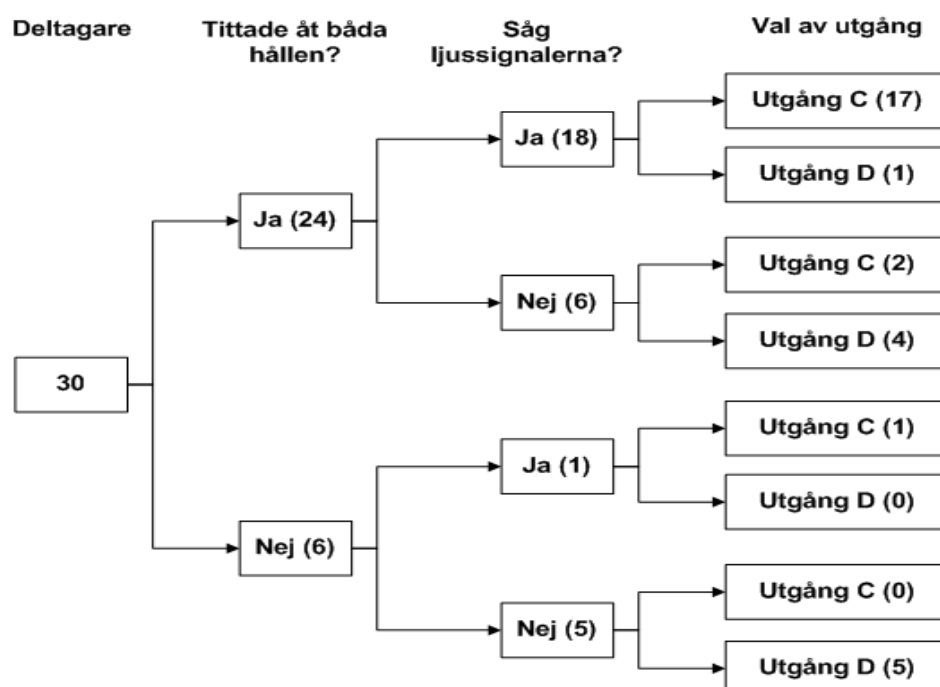 Deltagare
Tittade åt båda
hållen?
Såg
ljussignalerna?
Val av utgång
30
Ja (24)
Nej (6)
Ja (18)
Nej (6)
Ja (1)
Nej (5)
Utgång C (17)
Utgång D (1)
Utgång C (2)
Utgång D (4)
Utgång C (1)
Utgång D (0)
Utgång C (0)
Utgång D (5)